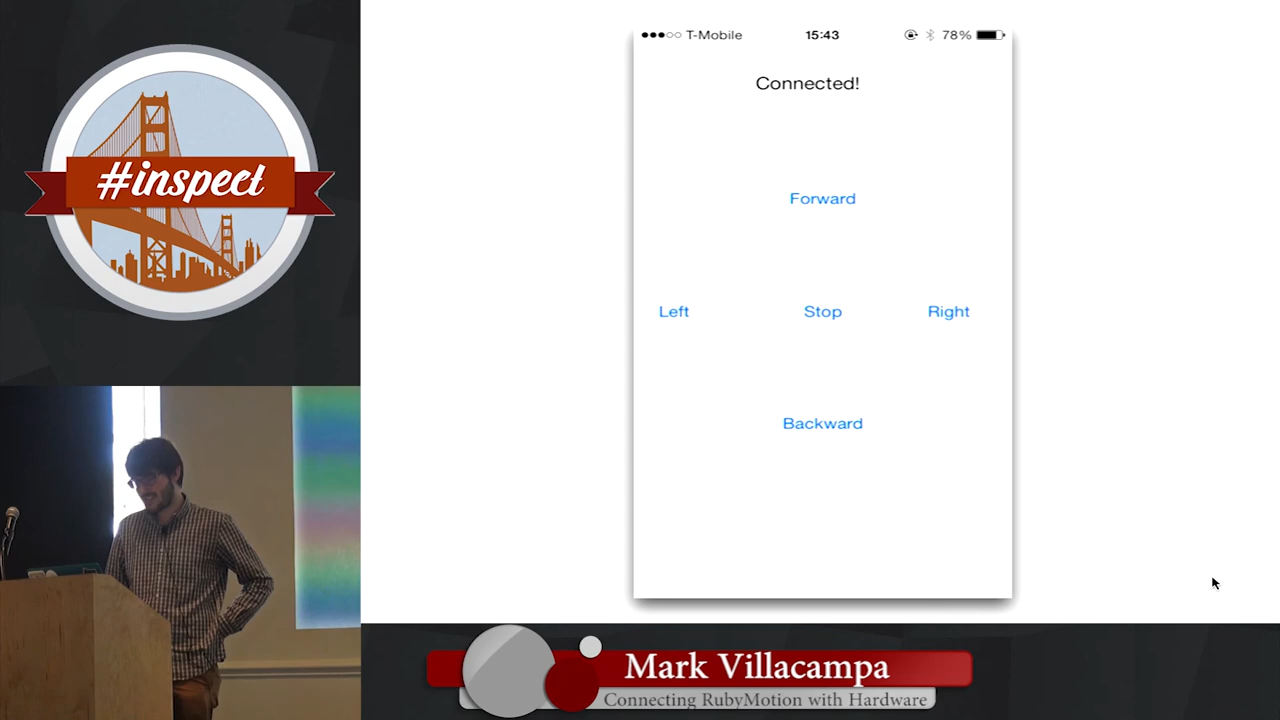 #inspect
T-Mobile 15:43 78%
Connected!
Forward
Left Stop Right
Backward
Mark Villacampa
Connecting RubyMotion with Hardware